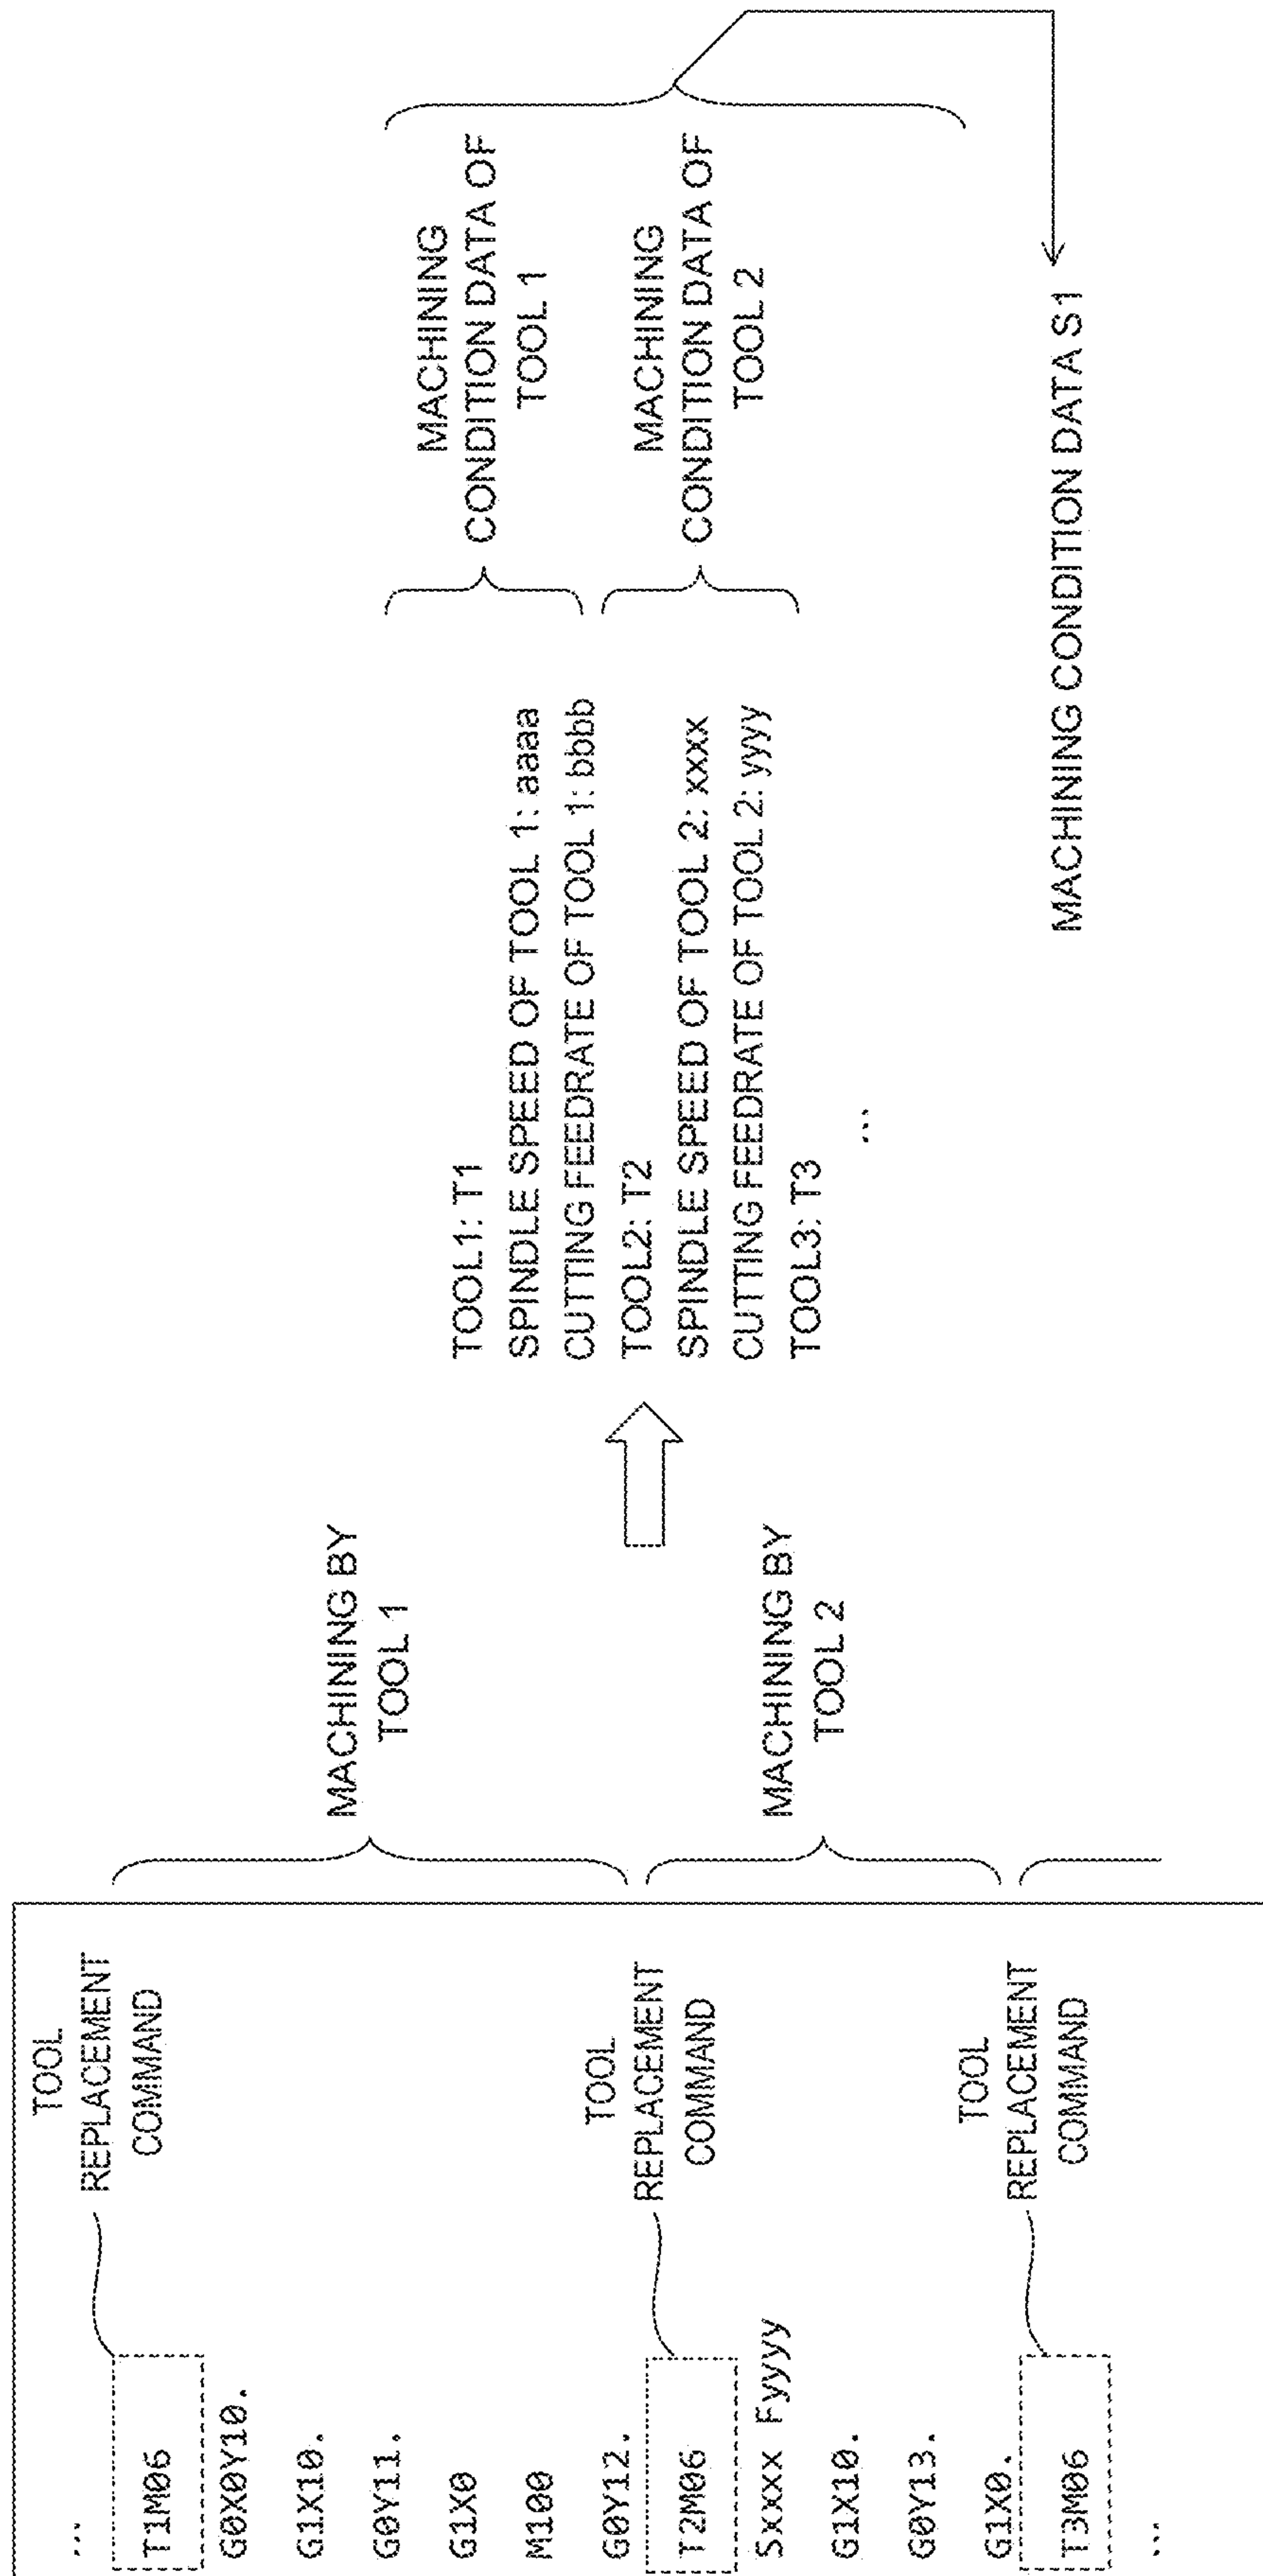 ...
T1M06
TOOL
REPLACEMENT
COMMAND
G0X0Y10.
G1X10.
G0Y11.
G1X0
M100
G0Y12.
T2M06
TOOL
REPLACEMENT
COMMAND
Sxxxx Fyyyy
G1X10.
G0Y13.
G1X0.
T3M06
TOOL
REPLACEMENT
COMMAND
...
MACHINING BY
TOOL 1
MACHINING BY
TOOL 2
TOOL1: T1
SPINDLE SPEED OF TOOL 1: aaaa
CUTTING FEEDRATE OF TOOL 1: bbbb
TOOL2: T2
SPINDLE SPEED OF TOOL 2: xxxx
CUTTING FEEDRATE OF TOOL 2: yyyy
TOOL3: T3
...
MACHINING
CONDITION DATA OF
TOOL 1
MACHINING
CONDITION DATA OF
TOOL 2
MACHINING CONDITION DATA S1